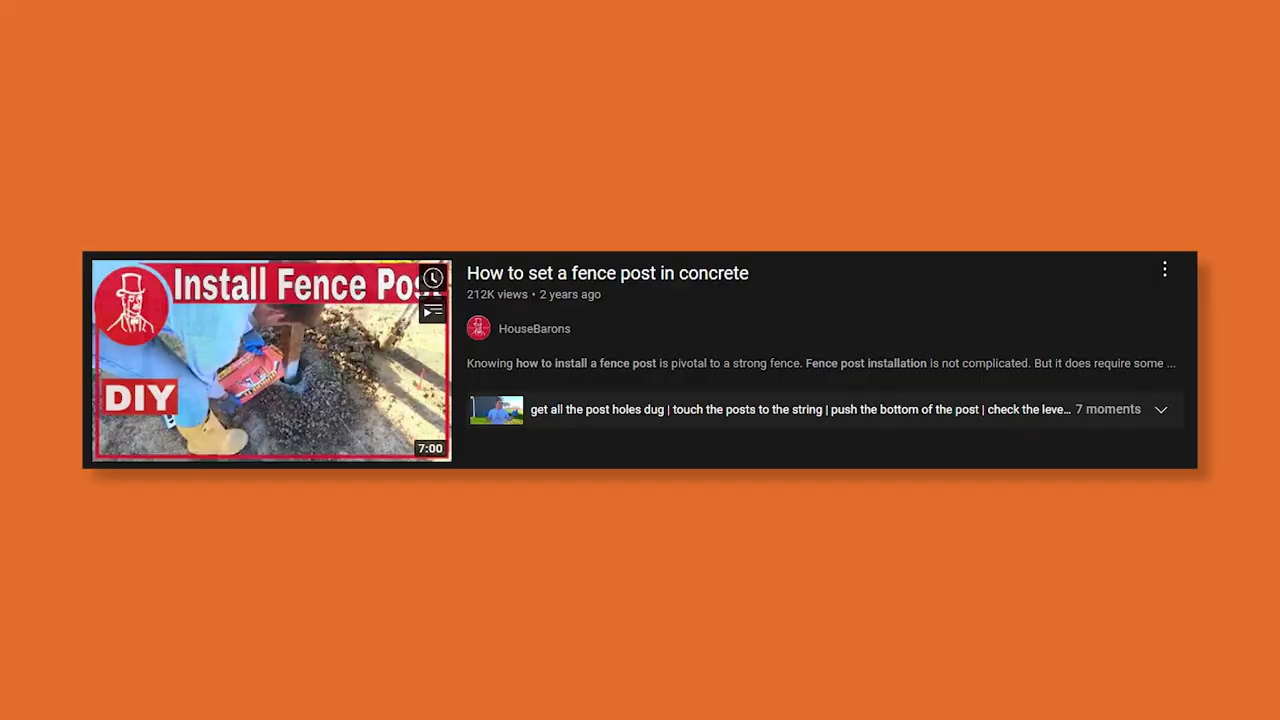 Install Fence Pos
DIY
7:00
How to set a fence post in concrete
212K views • 2 years ago
HouseBarons
Knowing how to install a fence post is pivotal to a strong fence. Fence post installation is not complicated. But it does require some ...
get all the post holes dug | touch the posts to the string | push the bottom of the post | check the leve... 7 moments